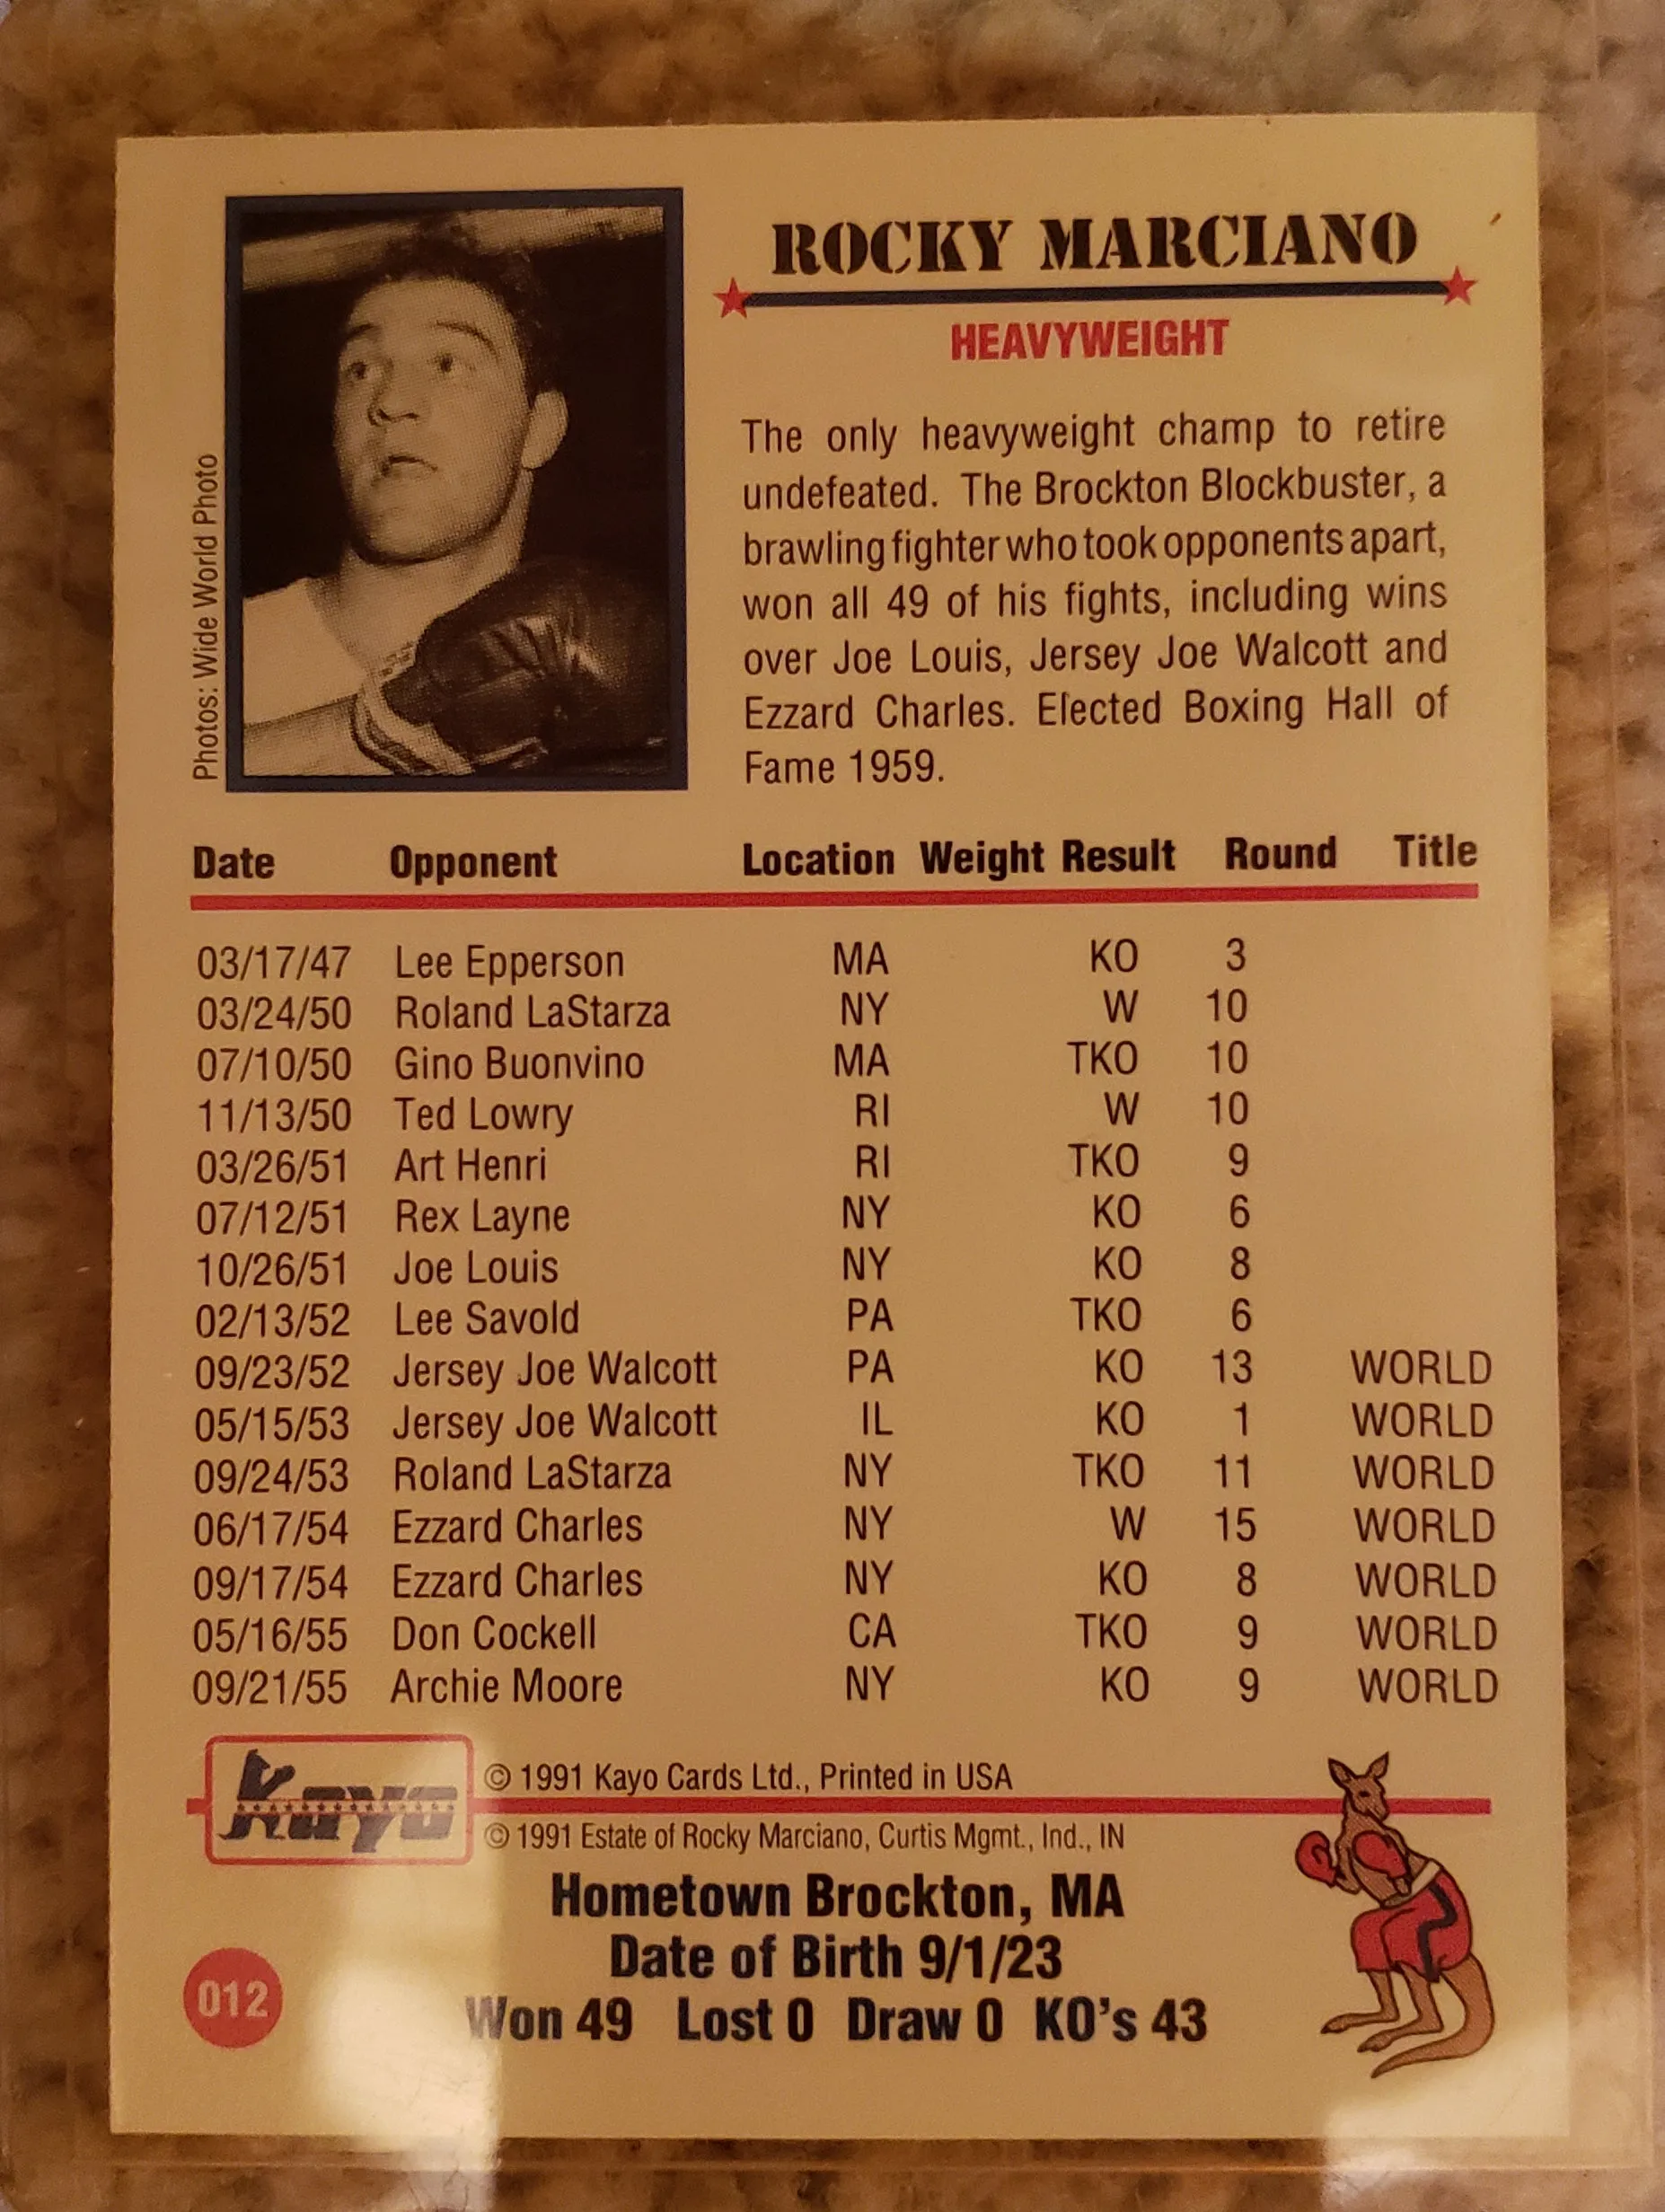 Photos: Wide World Photo
ROCKY MARCIANO
HEAVYWEIGHT
The only heavyweight champ to retire
undefeated. The Brockton Blockbuster, a
brawling fighter who took opponents apart,
won all 49 of his fights, including wins
over Joe Louis, Jersey Joe Walcott and
Ezzard Charles. Elected Boxing Hall of
Fame 1959.
Date Opponent Location Weight Result Round Title
03/17/47 Lee Epperson MA KO 3
03/24/50 Roland LaStarza NY W 10
07/10/50 Gino Buonvino MA TKO 10
11/13/50 Ted Lowry RI W 10
03/26/51 Art Henri RI TKO 9
07/12/51 Rex Layne NY KO 6
10/26/51 Joe Louis NY KO 8
02/13/52 Lee Savold PA TKO 6
09/23/52 Jersey Joe Walcott PA KO 13 WORLD
05/15/53 Jersey Joe Walcott IL KO 1 WORLD
09/24/53 Roland LaStarza NY TKO 11 WORLD
06/17/54 Ezzard Charles NY W 15 WORLD
09/17/54 Ezzard Charles NY KO 8 WORLD
05/16/55 Don Cockell CA TKO 9 WORLD
09/21/55 Archie Moore NY KO 9 WORLD
Kayo
© 1991 Kayo Cards Ltd., Printed in USA
© 1991 Estate of Rocky Marciano, Curtis Mgmt., Ind., IN
Hometown Brockton, MA
Date of Birth 9/1/23
012
Won 49 Lost 0 Draw 0 KO's 43